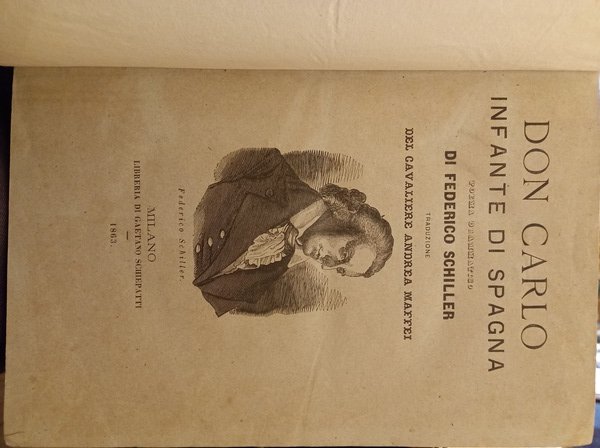 DON CARLO
INFANTE DI SPAGNA
POEMA DRAMMATICO
DI FEDERICO SCHILLER
TRADUZIONE
DEL CAVALIERE ANDREA MAFFEI
Federico Schiller.
MILANO
LIBRERIA DI GAETANO SCHIEPATTI
1863.